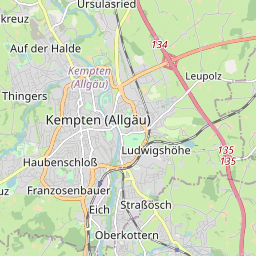 Ursulasried
kreuz
Auf der Halde
134
Kempten
(Allgäu)
Leupolz
Thingers
Kempten (Allgäu)
135
Ludwigshöhe
Haubenschloß
135
Franzosenbauer
Eich
Straßösch
Oberkottern